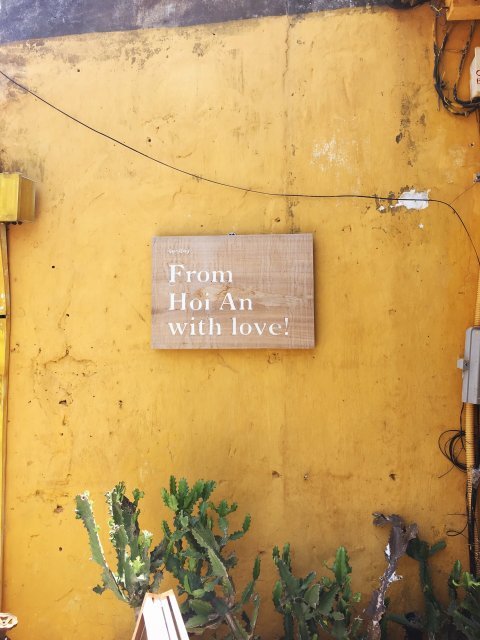 From
Hoi An
with love!